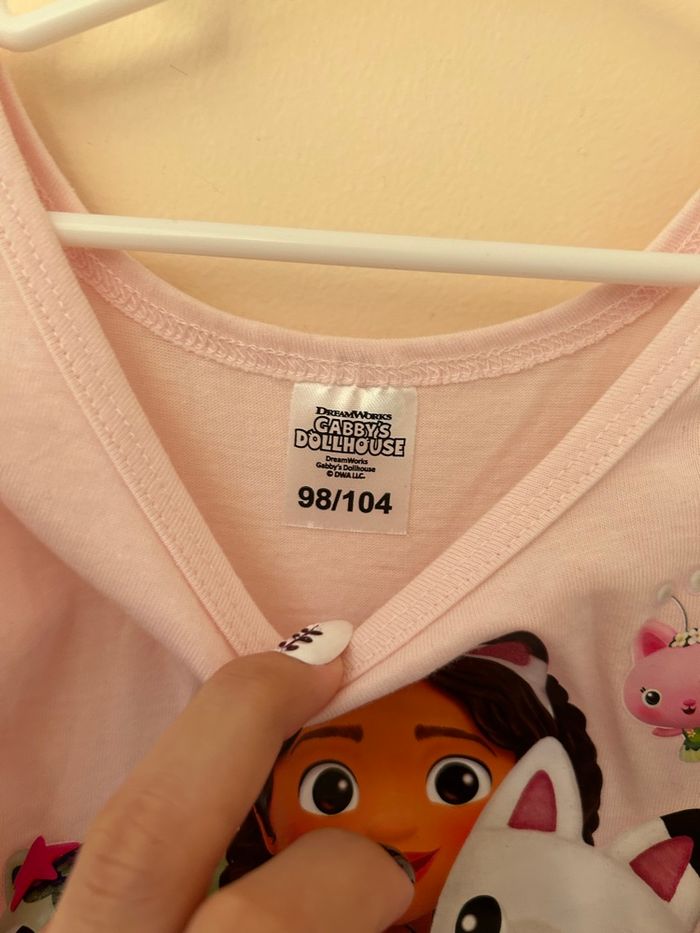 DREAMWORKS
GABBY'S
DOLLHOUSE
DreamWorks
Gabby's Dollhouse
© DWA LLC.
98/104